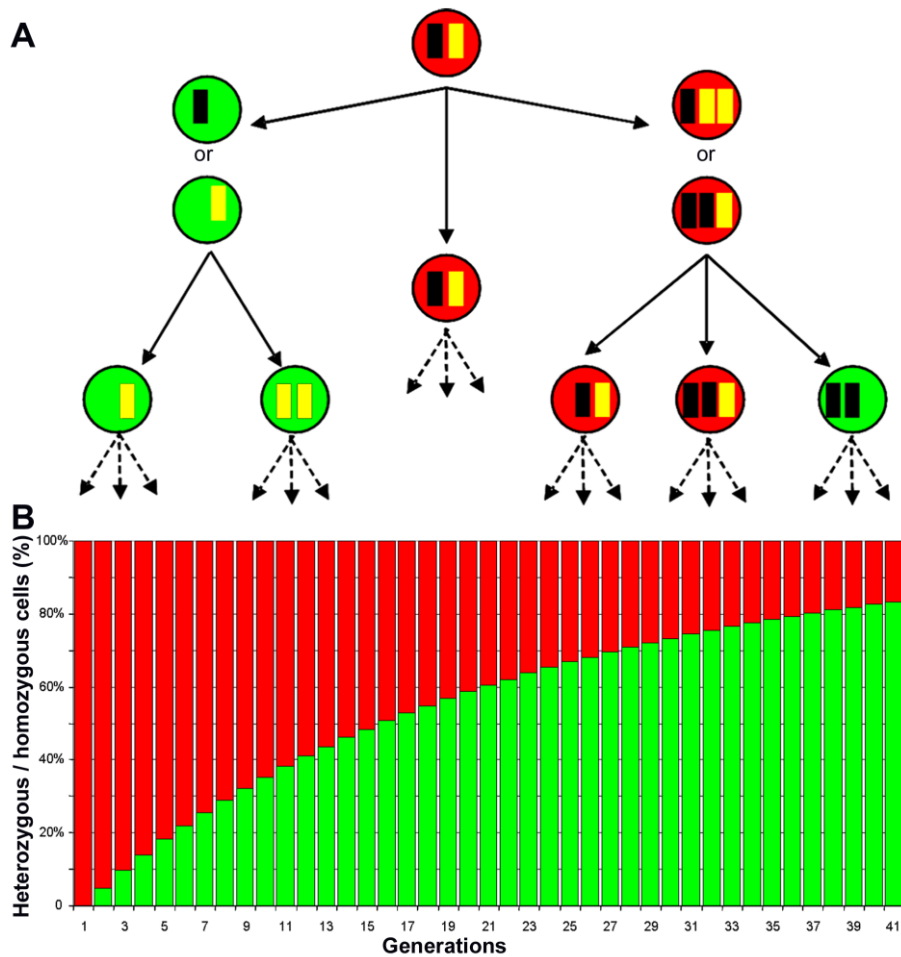 A
or
or
B
Heterozygous / homozygous cells (%)
100%
80%
60%
40%
20%
0
1 3 5 7 9 11 13 15 17 19 21 23 25 27 29 31 33 35 37 39 41
Generations